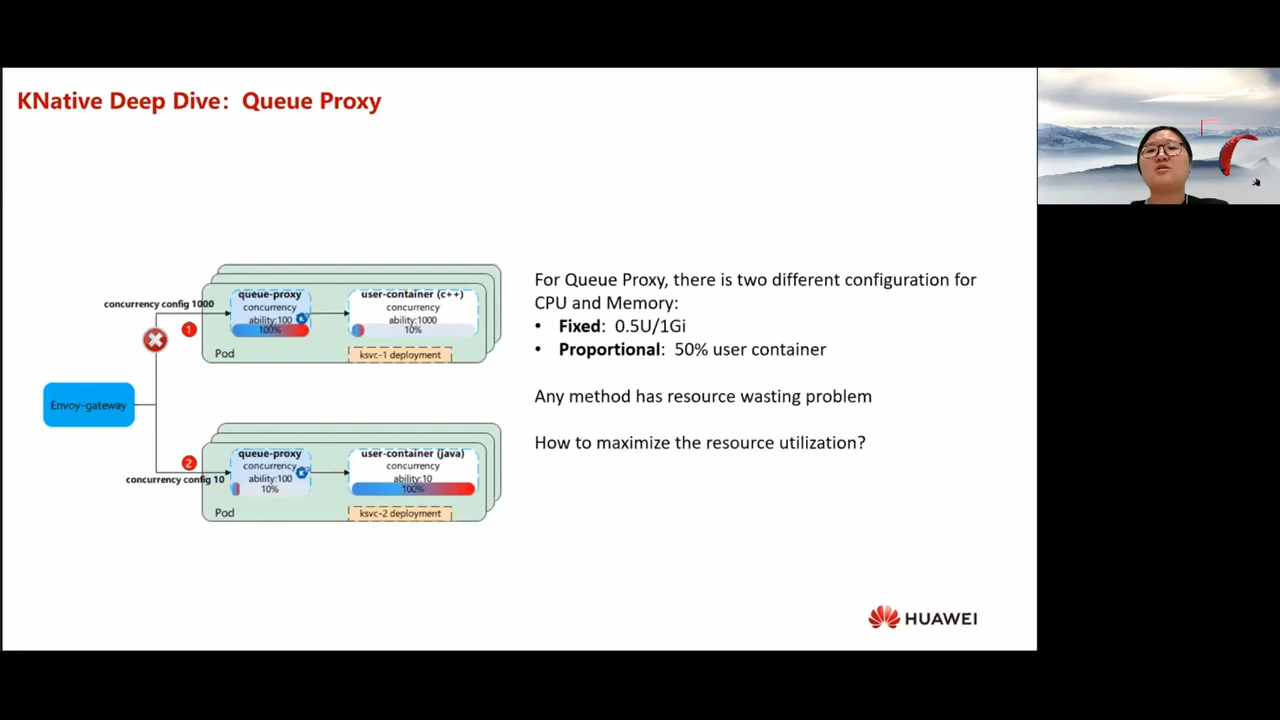 KNative Deep Dive: Queue Proxy
concurrency config 1000
1
queue-proxy
concurrency
ability:100
100%
user-container (c++)
concurrency
ability:1000
10%
Pod
ksvc-1 deployment
Envoy-gateway
2
concurrency config 10
queue-proxy
concurrency
ability:100
10%
user-container (java)
concurrency
ability:10
100%
Pod
ksvc-2 deployment
For Queue Proxy, there is two different configuration for
CPU and Memory:
• Fixed: 0.5U/1Gi
• Proportional: 50% user container
Any method has resource wasting problem
How to maximize the resource utilization?
HUAWEI